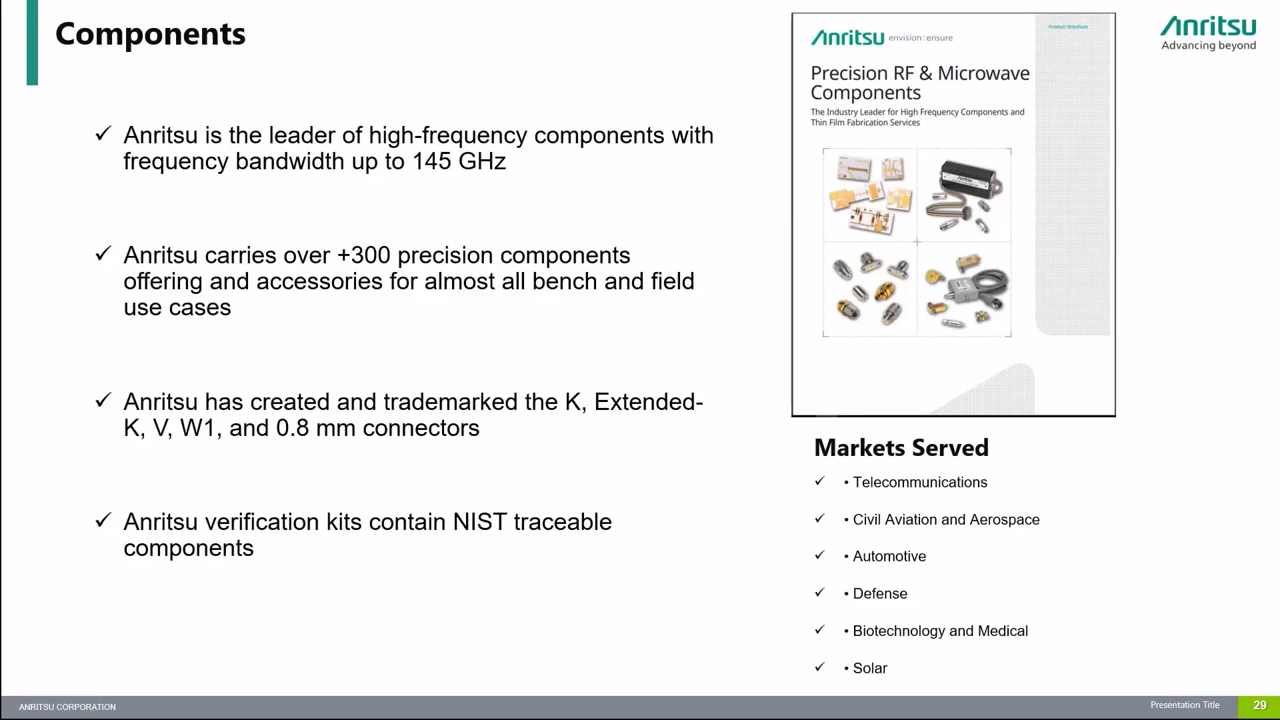 Components
✓ Anritsu is the leader of high-frequency components with
frequency bandwidth up to 145 GHz
✓ Anritsu carries over +300 precision components
offering and accessories for almost all bench and field
use cases
✓ Anritsu has created and trademarked the K, Extended-
K, V, W1, and 0.8 mm connectors
✓ Anritsu verification kits contain NIST traceable
components
Product Brochure
Anritsu envision : ensure
Precision RF & Microwave
Components
The Industry Leader for High Frequency Components and
Thin Film Fabrication Services
Anritsu
Anritsu
Advancing beyond
Markets Served
✓ • Telecommunications
✓ • Civil Aviation and Aerospace
✓ • Automotive
✓ • Defense
✓ • Biotechnology and Medical
✓ • Solar
ANRITSU CORPORATION
Presentation Title
29